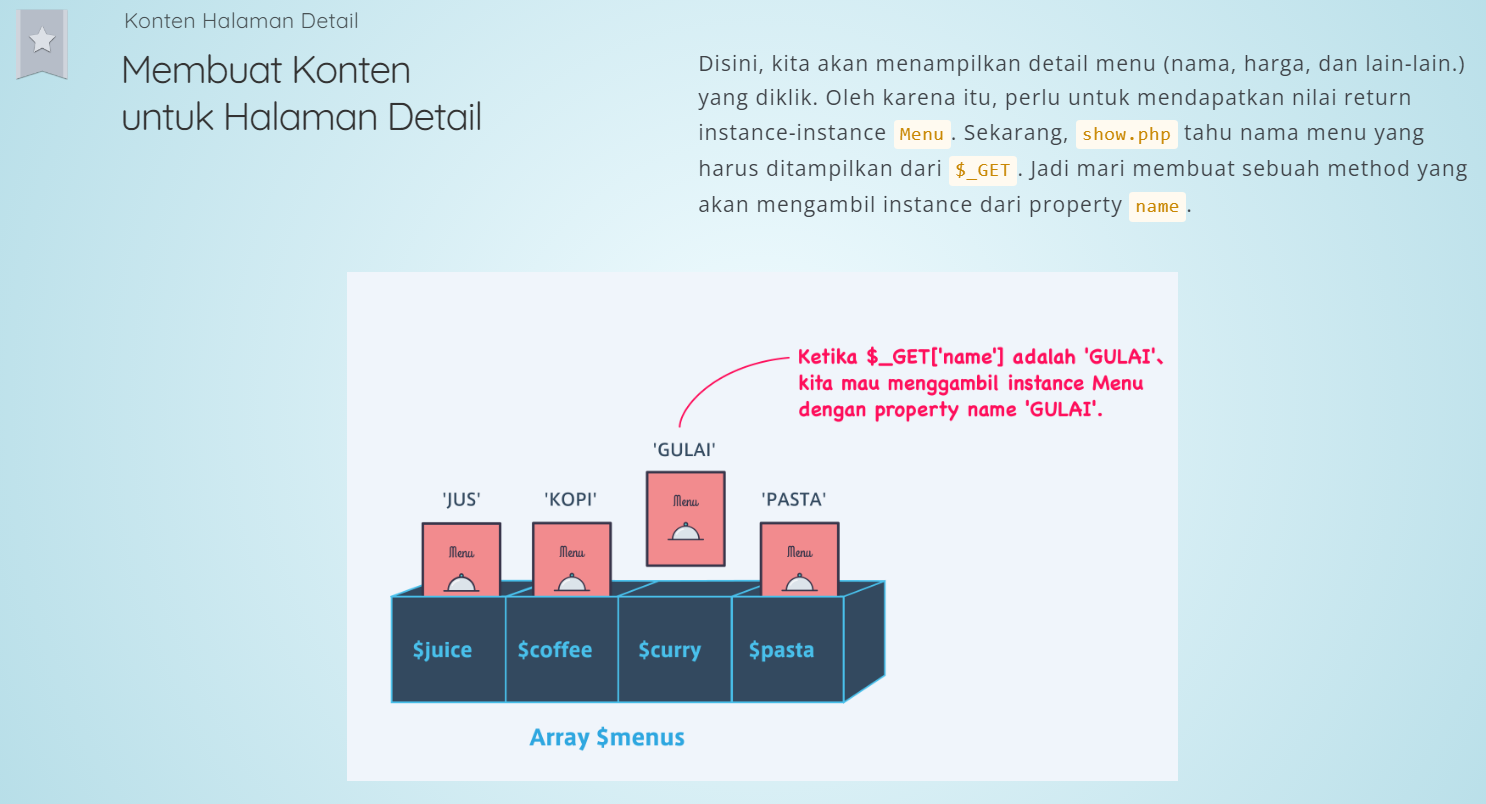 Konten Halaman Detail
Membuat Konten
untuk Halaman Detail
Disini, kita akan menampilkan detail menu (nama, harga, dan lain-lain.)
yang diklik. Oleh karena itu, perlu untuk mendapatkan nilai return
instance-instance Menu. Sekarang, show.php tahu nama menu yang
harus ditampilkan dari $_GET. Jadi mari membuat sebuah method yang
akan mengambil instance dari property name.
Ketika $_GET['name'] adalah 'GULAI'、
kita mau menggambil instance Menu
dengan property name 'GULAI'.
'GULAI'
'JUS' 'KOPI' 'PASTA'
Menu
Menu Menu Menu
$juice $coffee $curry $pasta
Array $menus